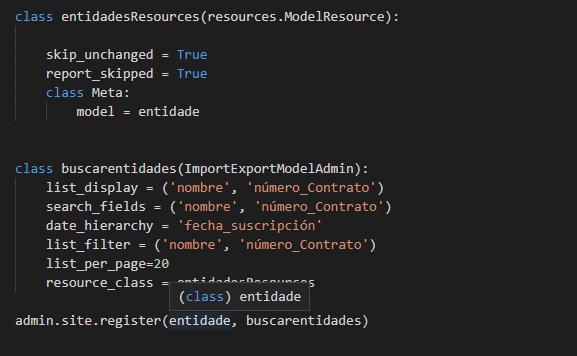 class entidadesResources(resources.ModelResource):
    skip_unchanged = True
    report_skipped = True
    class Meta:
        model = entidade
class buscarentidades(ImportExportModelAdmin):
    list_display = ('nombre', 'número_Contrato')
    search_fields = ('nombre', 'número_Contrato')
    date_hierarchy = 'fecha_suscripción'
    list_filter = ('nombre', 'número_Contrato')
    list_per_page=20
    resource_class = entidadesResources
(class) entidade
admin.site.register(entidade, buscarentidades)